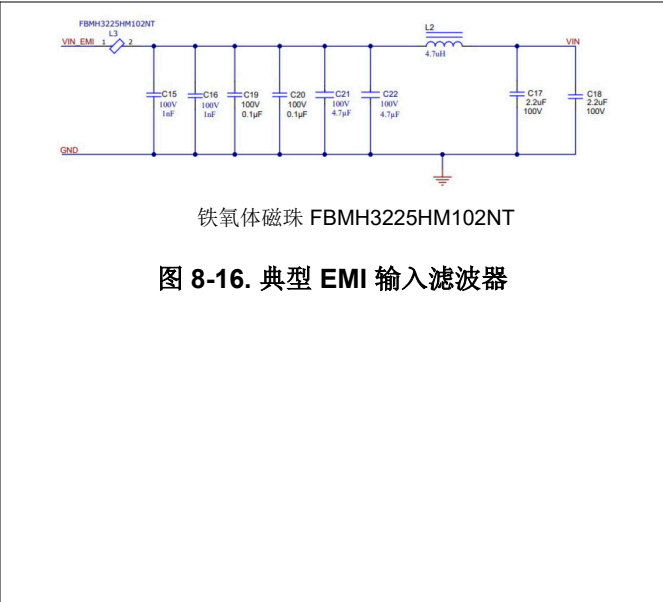 FBMH3225HM102NT
L3
VIN_EMI 1 2
L2
4.7uH
VIN
C15
100V
1nF
C16
100V
1nF
C19
100V
0.1µF
C20
100V
0.1µF
C21
100V
4.7µF
C22
100V
4.7µF
C17
2.2uF
100V
C18
2.2uF
100V
GND
铁氧体磁珠 FBMH3225HM102NT
图 8-16. 典型 EMI 输入滤波器